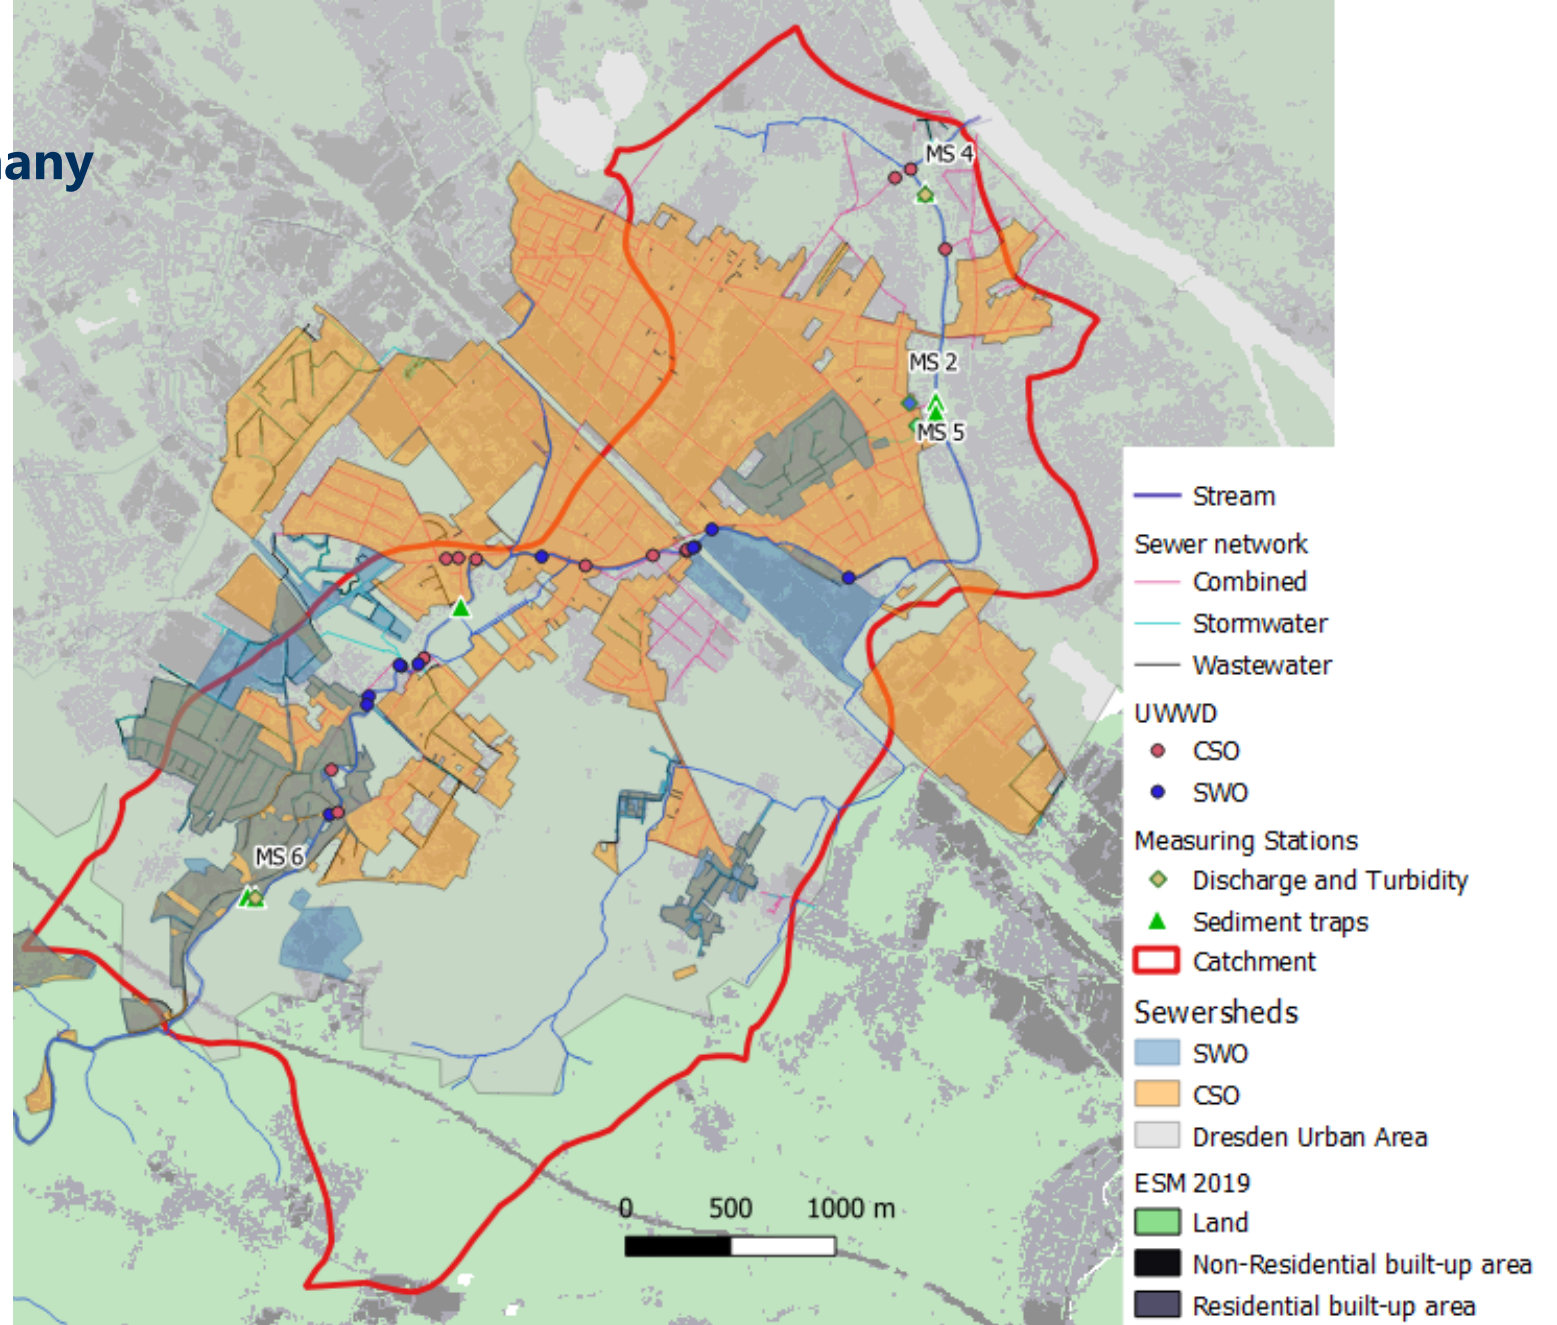 any
MS 4
MS 2
MS 5
MS 6
0 500 1000 m
Stream
Sewer network
Combined
Stormwater
Wastewater
UWWD
CSO
SWO
Measuring Stations
Discharge and Turbidity
Sediment traps
Catchment
Sewersheds
SWO
CSO
Dresden Urban Area
ESM 2019
Land
Non-Residential built-up area
Residential built-up area